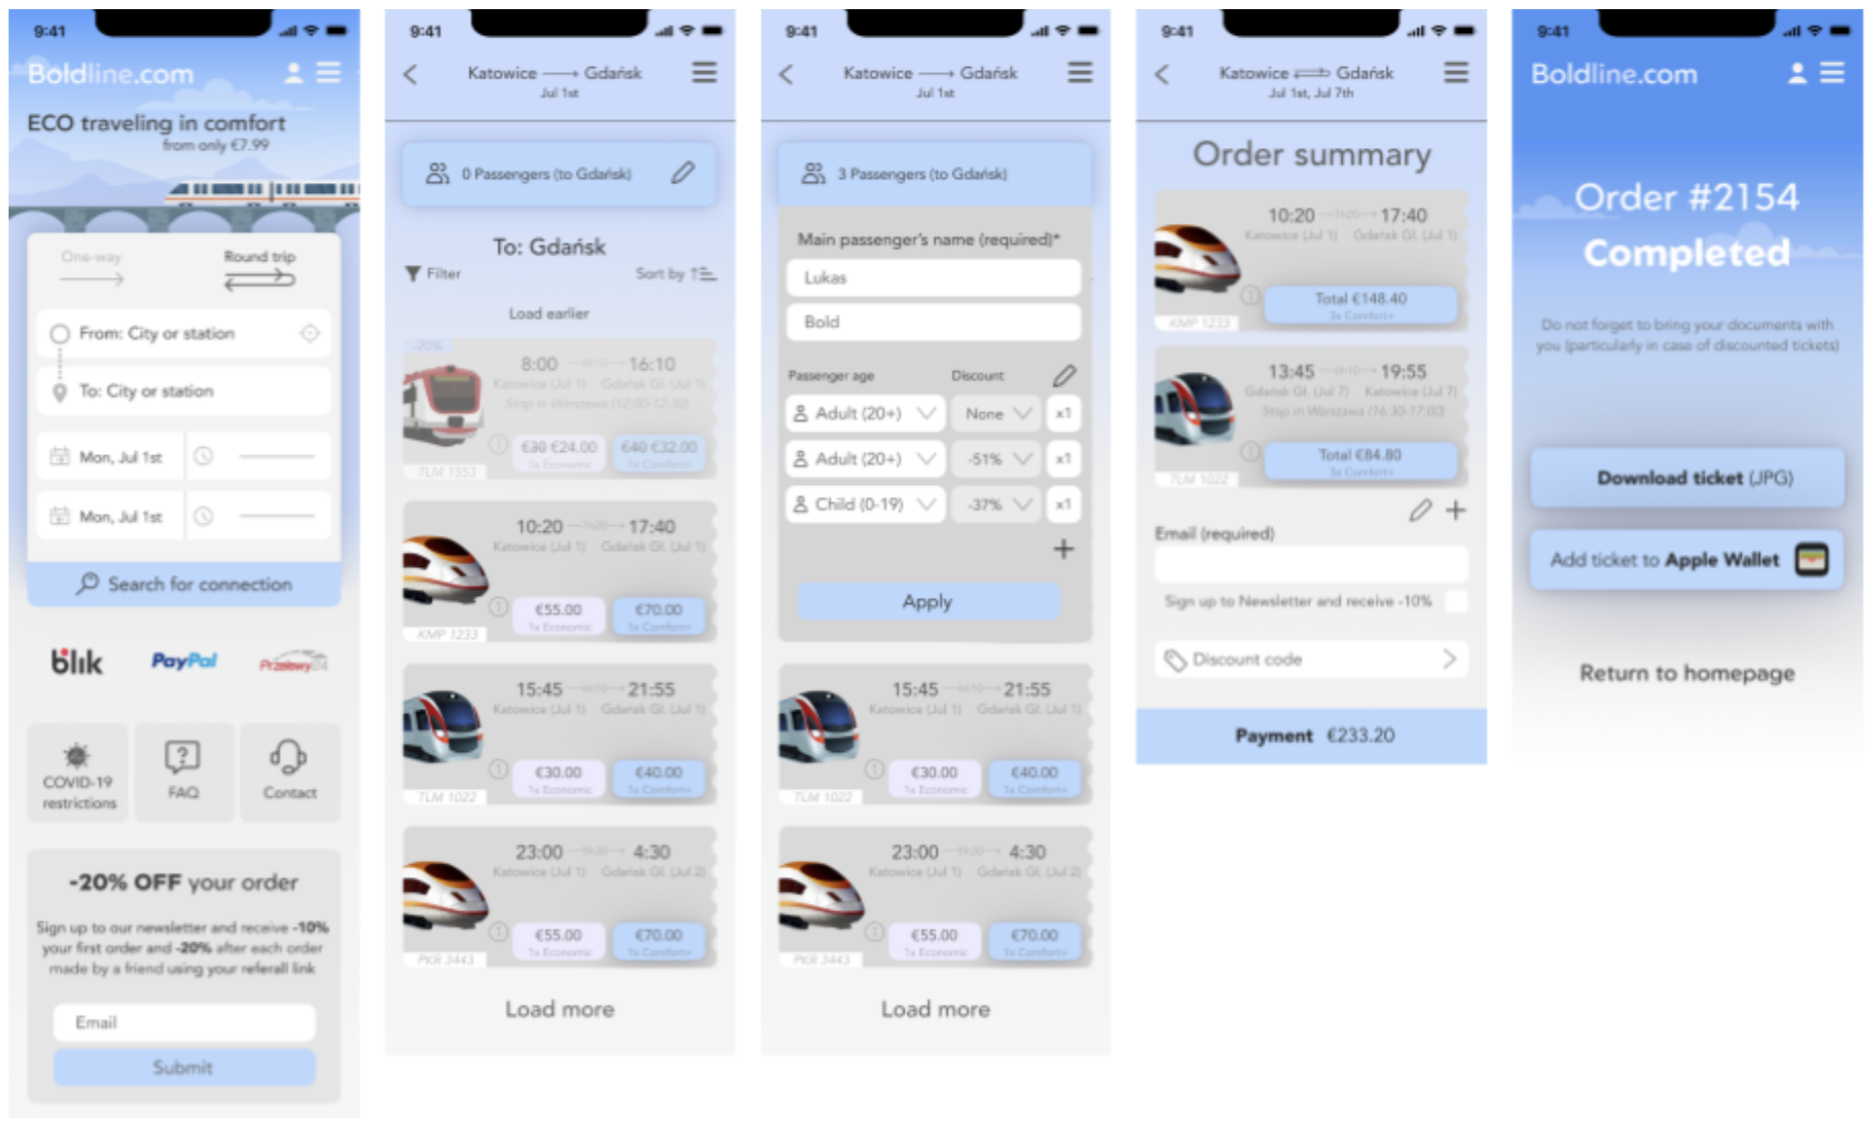 9:41
Boldline.com
ECO traveling in comfort
from only €7.99
One-way
Round trip
From: City or station
To: City or station
Mon, Jul 1st
Mon, Jul 1st
Search for connection
blik
PayPal
Przelewy24
COVID-19
restrictions
FAQ
Contact
-20% OFF your order
Sign up to our newsletter and receive -10%
your first order and -20% after each order
made by a friend using your referall link
Email
Submit
9:41
Katowice Gdańsk
Jul 1st
0 Passengers (to Gdańsk)
To: Gdańsk
Filter
Sort by
Load earlier
-20%
8:00 6h10 16:10
Katowice (Jul 1) Gdańsk Gł. (Jul 1)
Stop in Warszawa (12:00-12:30)
€30 €24.00
1x Economic
€40 €32.00
1x Comfort+
TLM 1553
10:20 7h20 17:40
Katowice (Jul 1) Gdańsk Gł. (Jul 1)
€55.00
1x Economic
€70.00
1x Comfort+
KMP 1233
15:45 6h10 21:55
Katowice (Jul 1) Gdańsk Gł. (Jul 1)
€30.00
1x Economic
€40.00
1x Comfort+
TLM 1022
23:00 5h30 4:30
Katowice (Jul 1) Gdańsk Gł. (Jul 2)
€55.00
1x Economic
€70.00
1x Comfort+
PKR 3443
Load more
9:41
Katowice Gdańsk
Jul 1st
3 Passengers (to Gdańsk)
Main passenger's name (required)*
Lukas
Bold
Passenger age
Discount
Adult (20+) None x1
Adult (20+) -51% x1
Child (0-19) -37% x1
Apply
15:45 6h10 21:55
Katowice (Jul 1) Gdańsk Gł. (Jul 1)
€30.00
1x Economic
€40.00
1x Comfort+
TLM 1022
23:00 5h30 4:30
Katowice (Jul 1) Gdańsk Gł. (Jul 2)
€55.00
1x Economic
€70.00
1x Comfort+
PKR 3443
Load more
9:41
Katowice Gdańsk
Jul 1st, Jul 7th
Order summary
10:20 7h20 17:40
Katowice (Jul 1) Gdańsk Gł. (Jul 1)
Total €148.40
3x Comfort+
KMP 1233
13:45 6h10 19:55
Gdańsk Gł. (Jul 7) Katowice (Jul 7)
Stop in Warszawa (16:30-17:00)
Total €84.80
3x Comfort+
TLM 1022
Email (required)
Sign up to Newsletter and receive -10%
Discount code
Payment €233.20
9:41
Boldline.com
Order #2154
Completed
Do not forget to bring your documents with
you (particularly in case of discounted tickets)
Download ticket (JPG)
Add ticket to Apple Wallet
Return to homepage